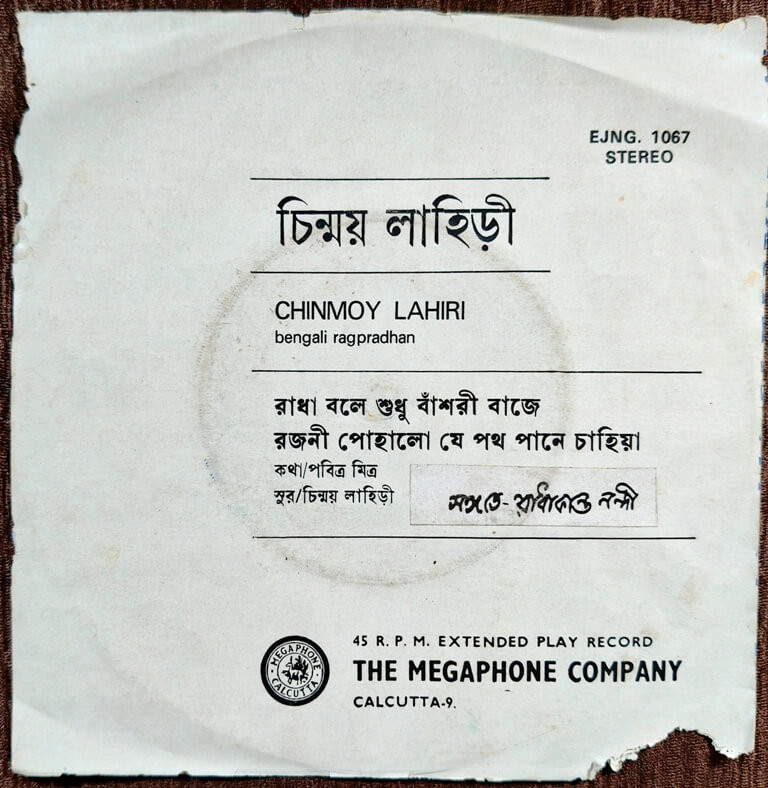 EJNG. 1067
STEREO
চিন্ময় লাহিড়ী
CHINMOY LAHIRI
bengali ragpradhan
রাধা বলে শুধু বাঁশরী বাজে
রজনী পোহালো যে পথ পানে চাহিয়া
কথা/পবিত্র মিত্র
সুর/চিন্ময় লাহিড়ী
সঙ্গতে- রাধাকান্ত নন্দী
MEGAPHONE
CALCUTTA
45 R. P. M. EXTENDED PLAY RECORD
THE MEGAPHONE COMPANY
CALCUTTA-9.